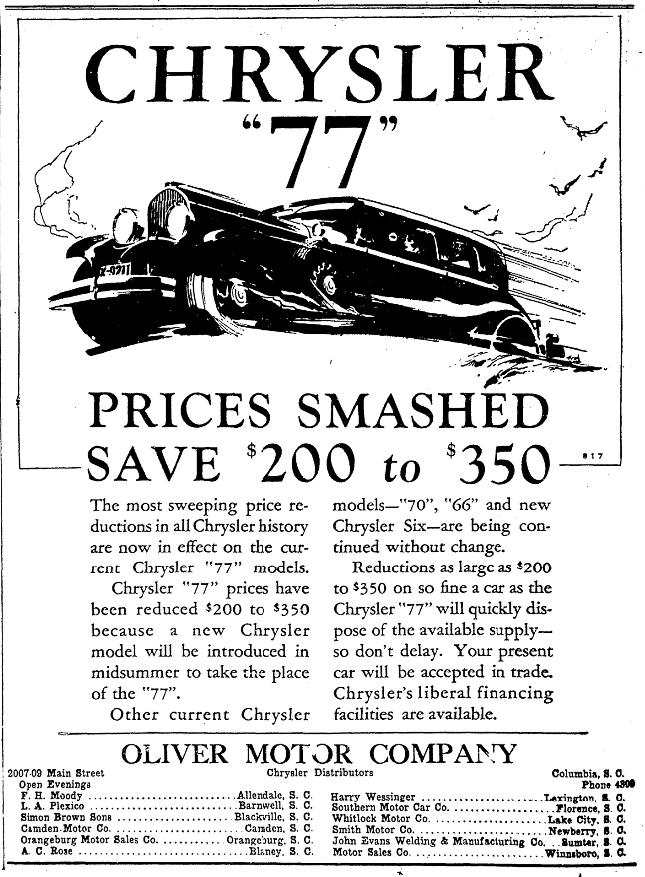 CHRYSLER
"77"
PRICES SMASHED
SAVE $200 to $350
817
The most sweeping price re-
ductions in all Chrysler history
are now in effect on the cur-
rent Chrysler "77" models.
Chrysler "77" prices have
been reduced $200 to $350
because a new Chrysler
model will be introduced in
midsummer to take the place
of the "77".
Other current Chrysler
models—"70", "66" and new
Chrysler Six—are being con-
tinued without change.
Reductions as large as $200
to $350 on so fine a car as the
Chrysler "77" will quickly dis-
pose of the available supply—
so don't delay. Your present
car will be accepted in trade.
Chrysler's liberal financing
facilities are available.
OLIVER MOTOR COMPANY
2007-09 Main Street Chrysler Distributors Columbia, S. C.
Open Evenings Phone
F. H. Moody ........ Allendale, S. C.
L. A. Plexico ........ Barnwell, S. C.
Simon Brown Sons ........ Blackville, S. C.
Camden Motor Co. ........ Camden, S. C.
Orangeburg Motor Sales Co. ........ Orangeburg, S. C.
A. C. Rose ........ Blaney, S. C.
Harry Wessinger ........ Lexington, S. C.
Southern Motor Car Co. ........ Florence, S. C.
Whitlock Motor Co. ........ Lake City, S. C.
Smith Motor Co. ........ Newberry, S. C.
John Evans Welding & Manufacturing Co. .. Sumter, S. C.
Motor Sales Co. ........ Winnsboro, S. C.